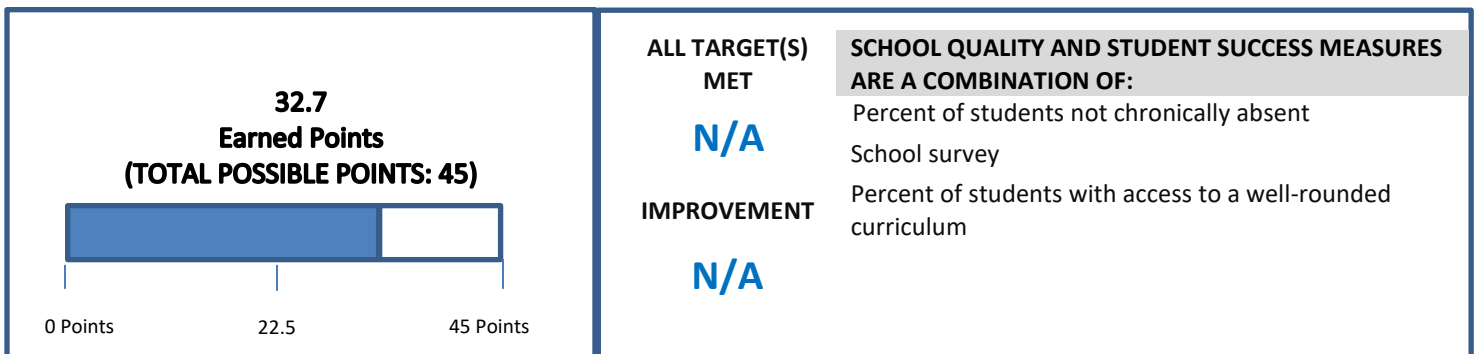 32.7
Earned Points
(TOTAL POSSIBLE POINTS: 45)
0 Points
22.5
45 Points
ALL TARGET(S)
MET
N/A
IMPROVEMENT
N/A
SCHOOL QUALITY AND STUDENT SUCCESS MEASURES
ARE A COMBINATION OF:
Percent of students not chronically absent
School survey
Percent of students with access to a well-rounded
curriculum